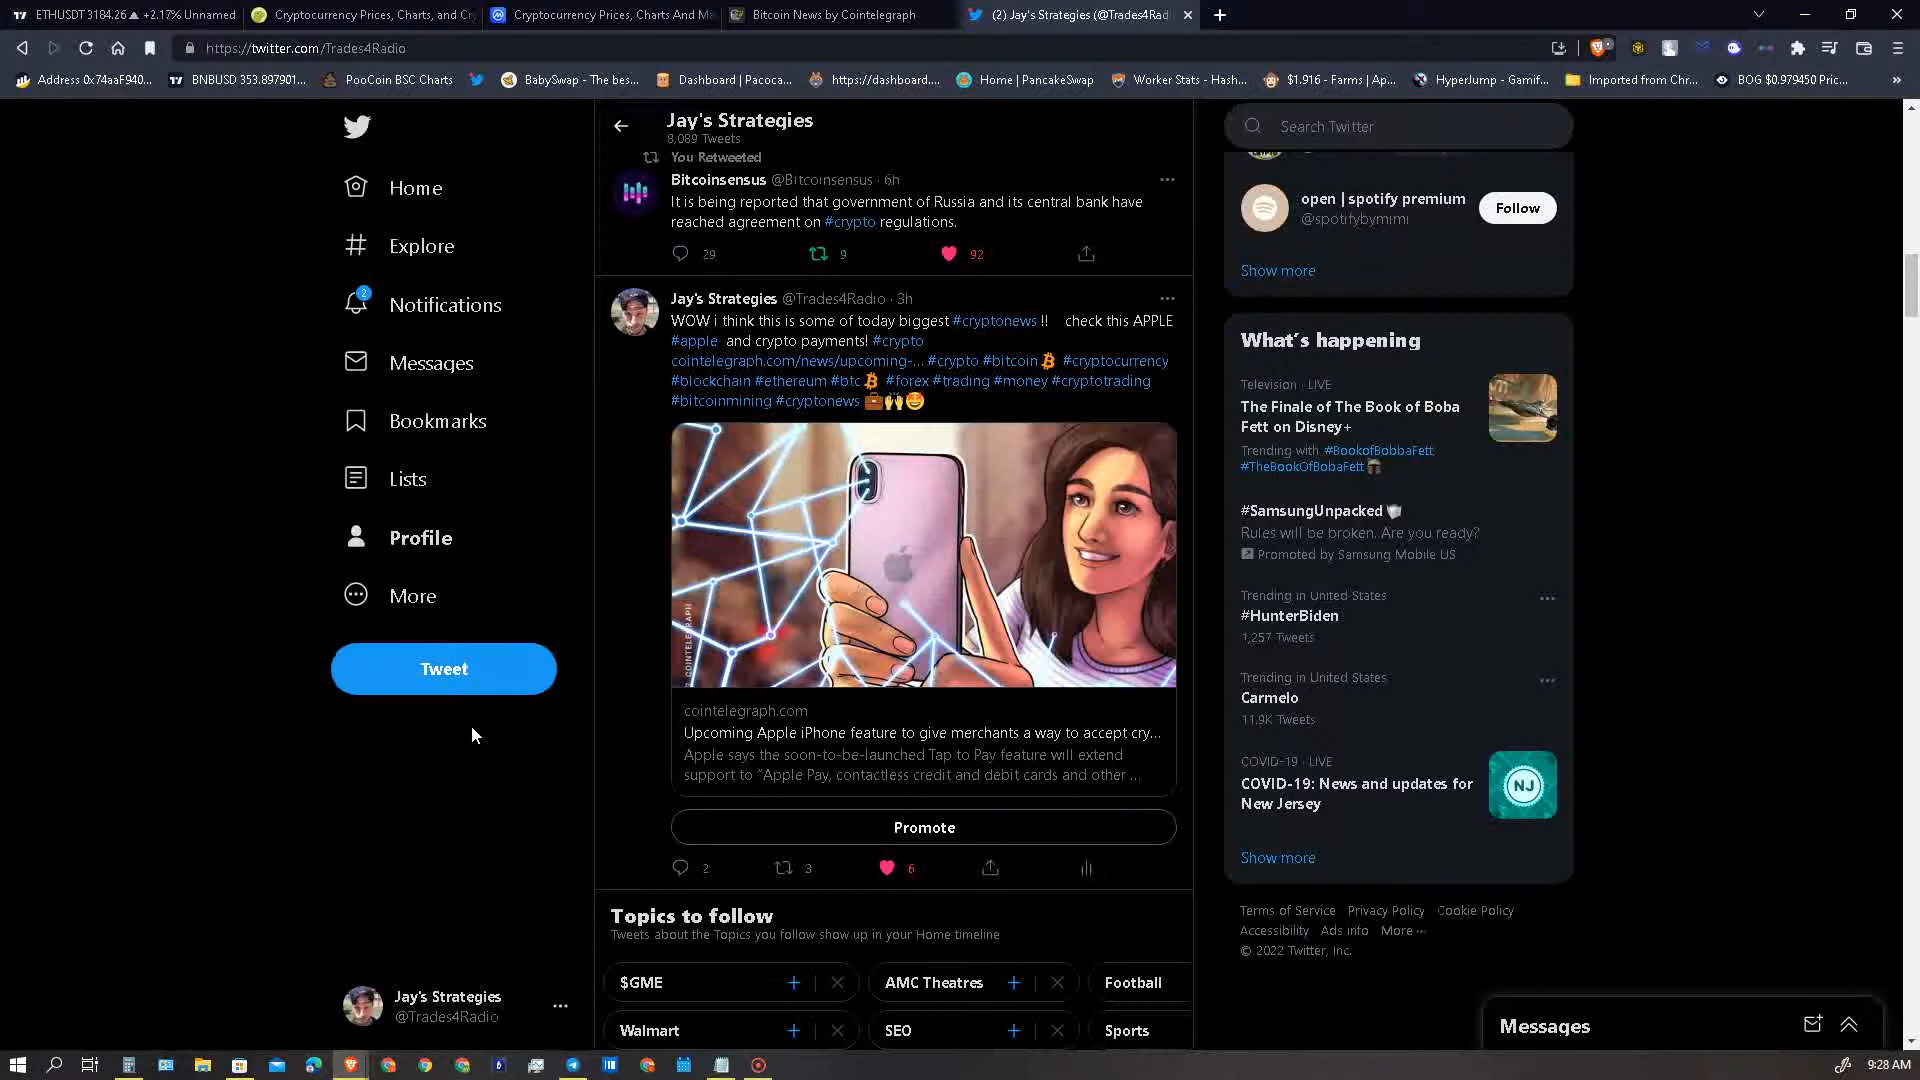 ETHUSDT 3184.26 ▲ +2.17% Unnamed
Cryptocurrency Prices, Charts, and Cr
Cryptocurrency Prices, Charts And Ma
Bitcoin News by Cointelegraph
(2) Jay's Strategies (@Trades4Rad
https://twitter.com/Trades4Radio
Address 0x74aaF940...
BNBUSD 353.897901...
PooCoin BSC Charts
BabySwap - The bes...
Dashboard | Pacoca...
https://dashboard....
Home | PancakeSwap
Worker Stats - Hash...
$1.916 - Farms | Ap...
HyperJump - Gamif...
Imported from Chr...
BOG $0.979450 Pric...
Home
Explore
2
Notifications
Messages
Bookmarks
Lists
Profile
More
Tweet
Jay's Strategies
@Trades4Radio
Jay's Strategies
8,089 Tweets
You Retweeted
Bitcoinsensus @Bitcoinsensus · 6h
It is being reported that government of Russia and its central bank have
reached agreement on #crypto regulations.
29 9 92
Jay's Strategies @Trades4Radio · 3h
WOW i think this is some of today biggest #cryptonews !! check this APPLE
#apple and crypto payments! #crypto
cointelegraph.com/news/upcoming-... #crypto #bitcoin #cryptocurrency
#blockchain #ethereum #btc #forex #trading #money #cryptotrading
#bitcoinmining #cryptonews 💼🙌🤩
COINTELEGRAPH
cointelegraph.com
Upcoming Apple iPhone feature to give merchants a way to accept cry...
Apple says the soon-to-be-launched Tap to Pay feature will extend
support to “Apple Pay, contactless credit and debit cards and other ...
Promote
2 3 6
Topics to follow
Tweets about the Topics you follow show up in your Home timeline
$GME
AMC Theatres
Football
Walmart
SEO
Sports
Search Twitter
open | spotify premium
@spotifybymimi
Follow
Show more
What's happening
Television · LIVE
The Finale of The Book of Boba
Fett on Disney+
Trending with #BookofBobbaFett,
#TheBookOfBobaFett
#SamsungUnpacked
Rules will be broken. Are you ready?
Promoted by Samsung Mobile US
Trending in United States
#HunterBiden
1,257 Tweets
Trending in United States
Carmelo
11.9K Tweets
COVID-19 · LIVE
COVID-19: News and updates for
New Jersey
NJ
Show more
Terms of Service Privacy Policy Cookie Policy
Accessibility Ads info More ···
© 2022 Twitter, Inc.
Messages
9:28 AM